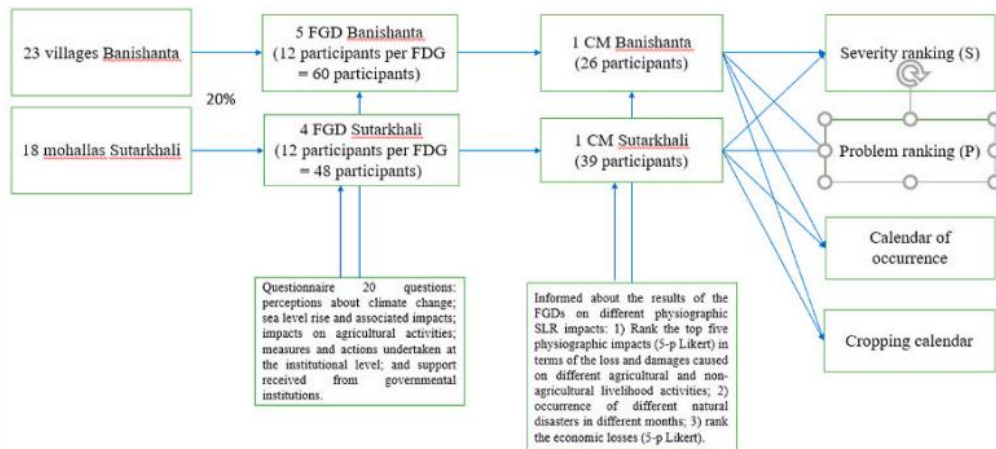 23 villages Banishanta
5 FGD Banishanta
(12 participants per FDG
= 60 participants)
1 CM Banishanta
(26 participants)
Severity ranking (S)
20%
18 mohallas Sutarkhali
4 FGD Sutarkhali
(12 participants per FDG
= 48 participants)
1 CM Sutarkhali
(39 participants)
Problem ranking (P)
Calendar of
occurrence
Cropping calendar
Questionnaire 20 questions:
perceptions about climate change;
sea level rise and associated impacts;
impacts on agricultural activities;
measures and actions undertaken at
the institutional level; and support
received from governmental
institutions.
Informed about the results of the
FGDs on different physiographic
SLR impacts: 1) Rank the top five
physiographic impacts (5-p Likert) in
terms of the loss and damages caused
on different agricultural and non-
agricultural livelihood activities; 2)
occurrence of different natural
disasters in different months; 3) rank
the economic losses (5-p Likert).